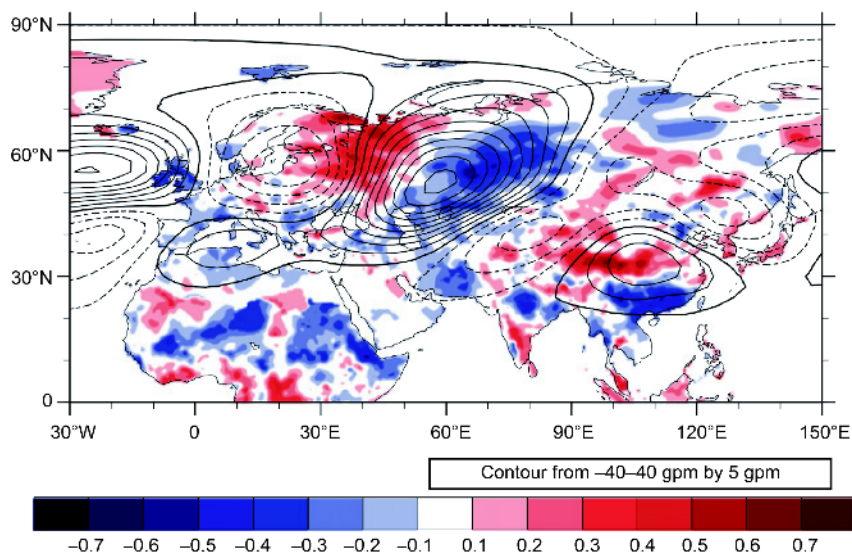 90°N
60°N
30°N
0
30°W 0 30°E 60°E 90°E 120°E 150°E
Contour from –40–40 gpm by 5 gpm
–0.7 –0.6 –0.5 –0.4 –0.3 –0.2 –0.1 0.1 0.2 0.3 0.4 0.5 0.6 0.7